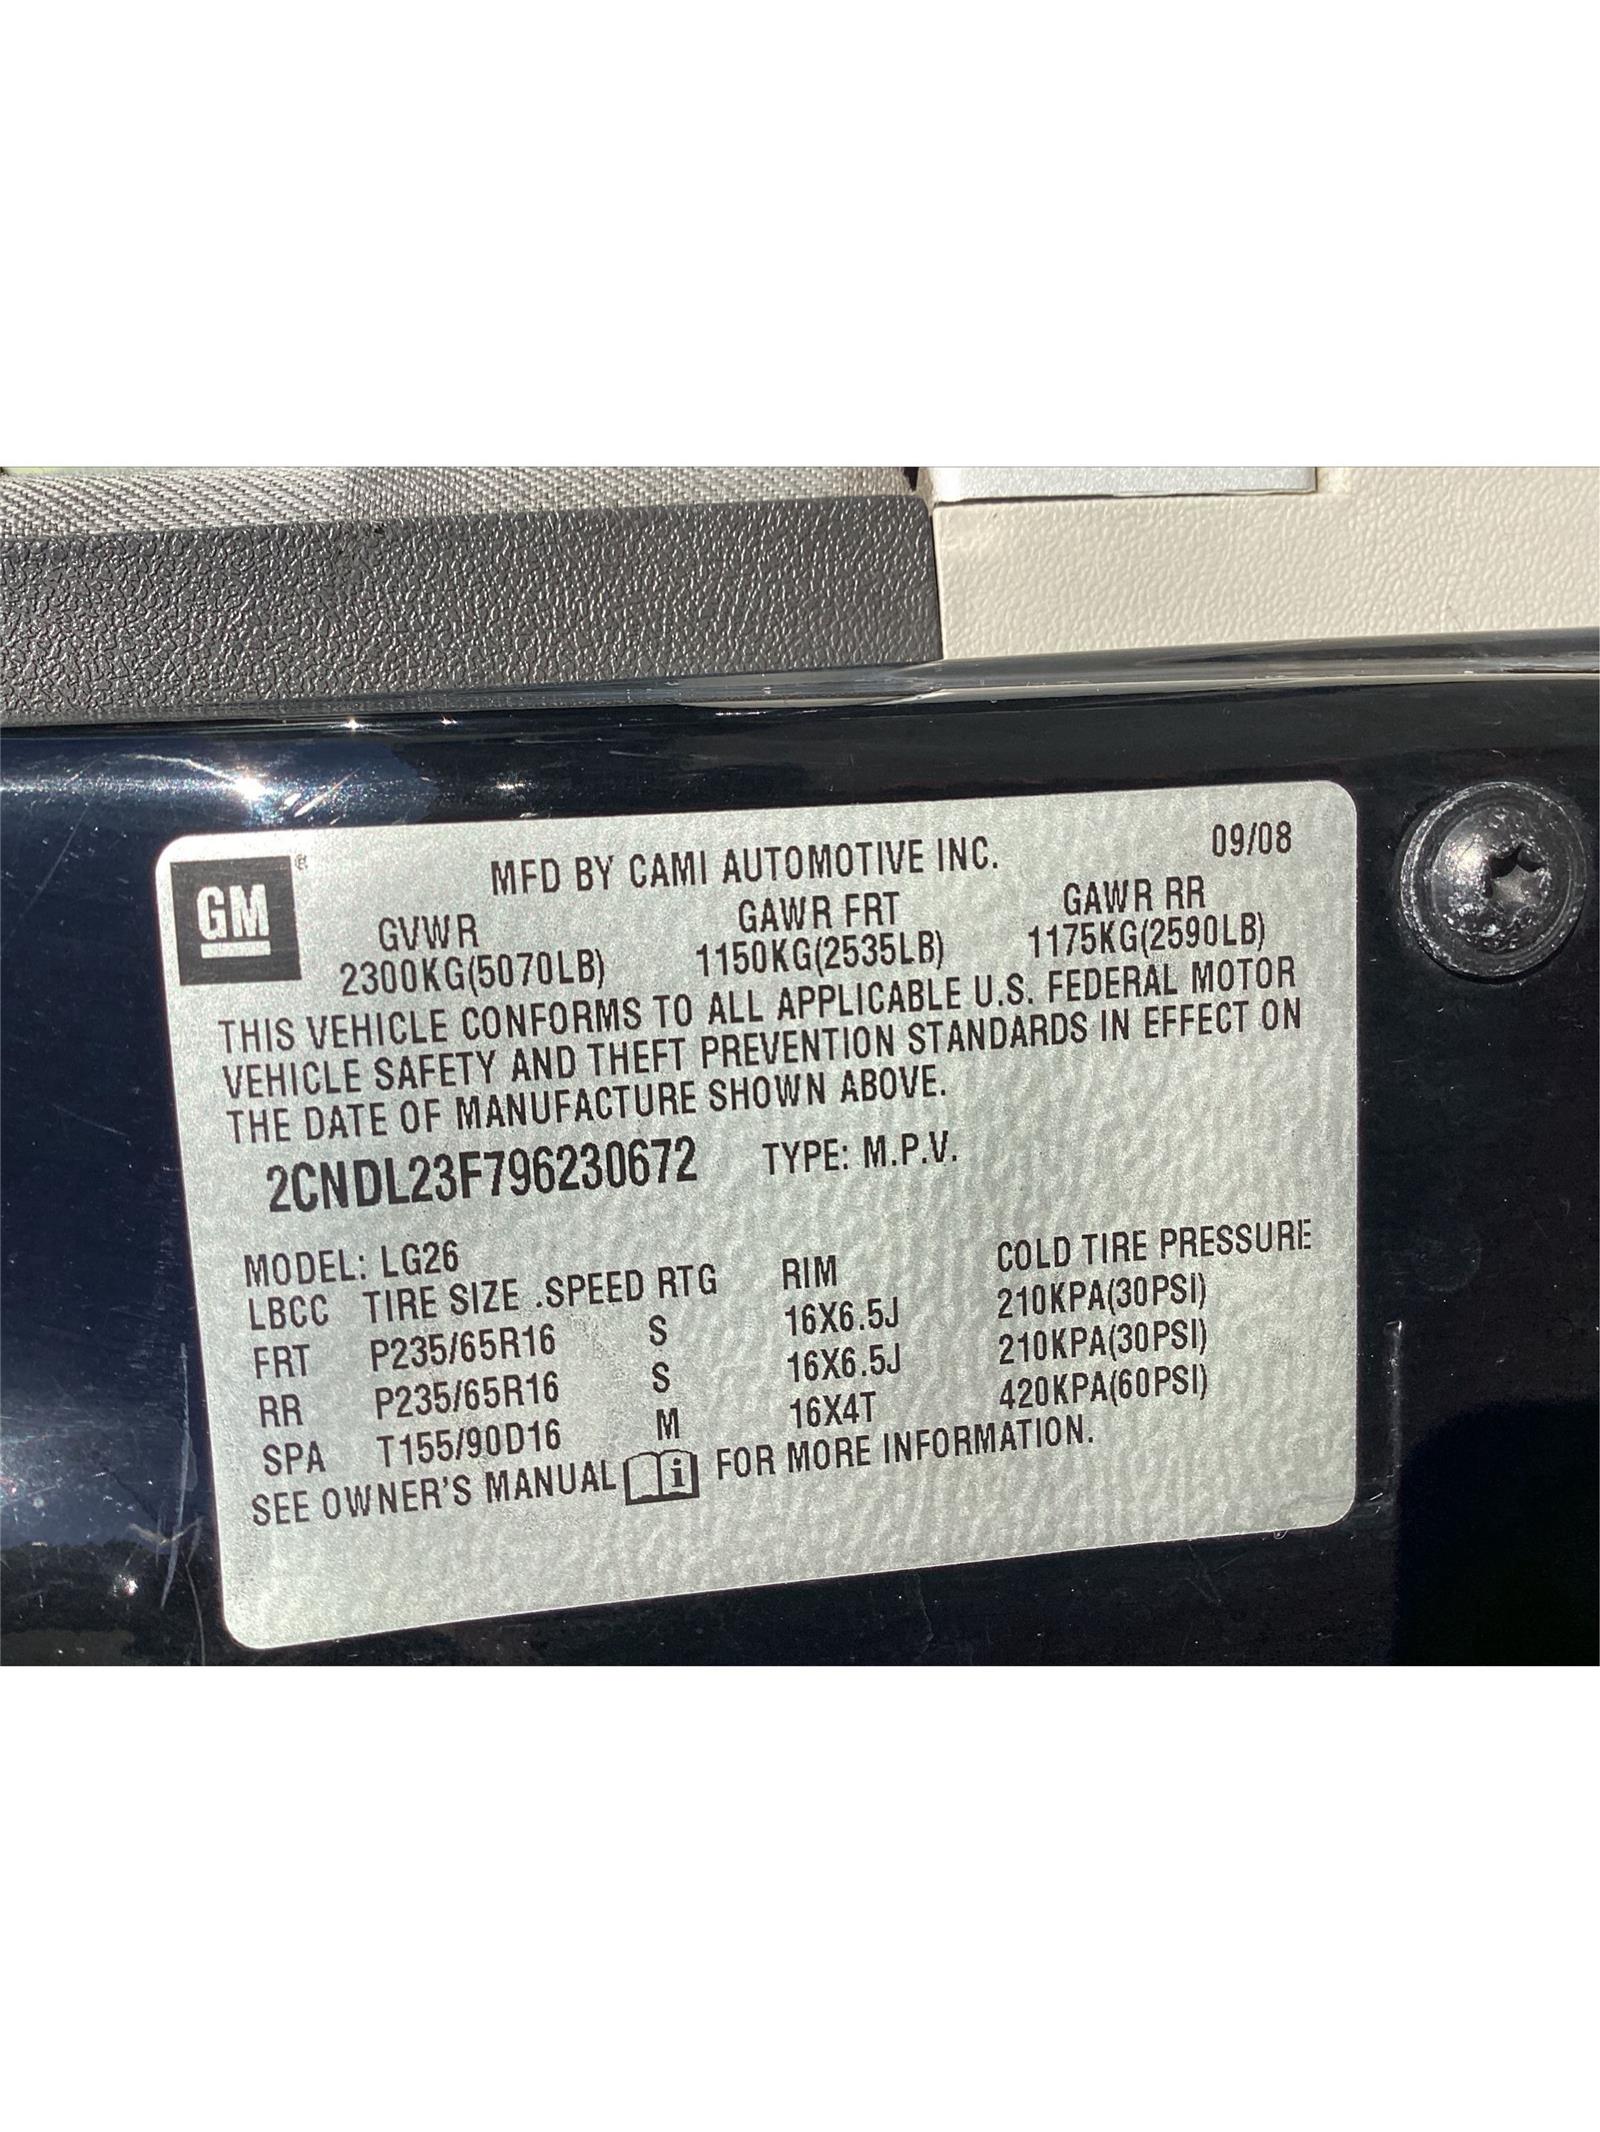 GM ®
MFD BY CAMI AUTOMOTIVE INC. 09/08
GVWR GAWR FRT GAWR RR
2300KG(5070LB) 1150KG(2535LB) 1175KG(2590LB)
THIS VEHICLE CONFORMS TO ALL APPLICABLE U.S. FEDERAL MOTOR
VEHICLE SAFETY AND THEFT PREVENTION STANDARDS IN EFFECT ON
THE DATE OF MANUFACTURE SHOWN ABOVE.
2CNDL23F796230672 TYPE: M.P.V.
MODEL: LG26
LBCC TIRE SIZE .SPEED RTG RIM COLD TIRE PRESSURE
FRT P235/65R16 S 16X6.5J 210KPA(30PSI)
RR P235/65R16 S 16X6.5J 210KPA(30PSI)
SPA T155/90D16 M 16X4T 420KPA(60PSI)
SEE OWNER'S MANUAL i FOR MORE INFORMATION.